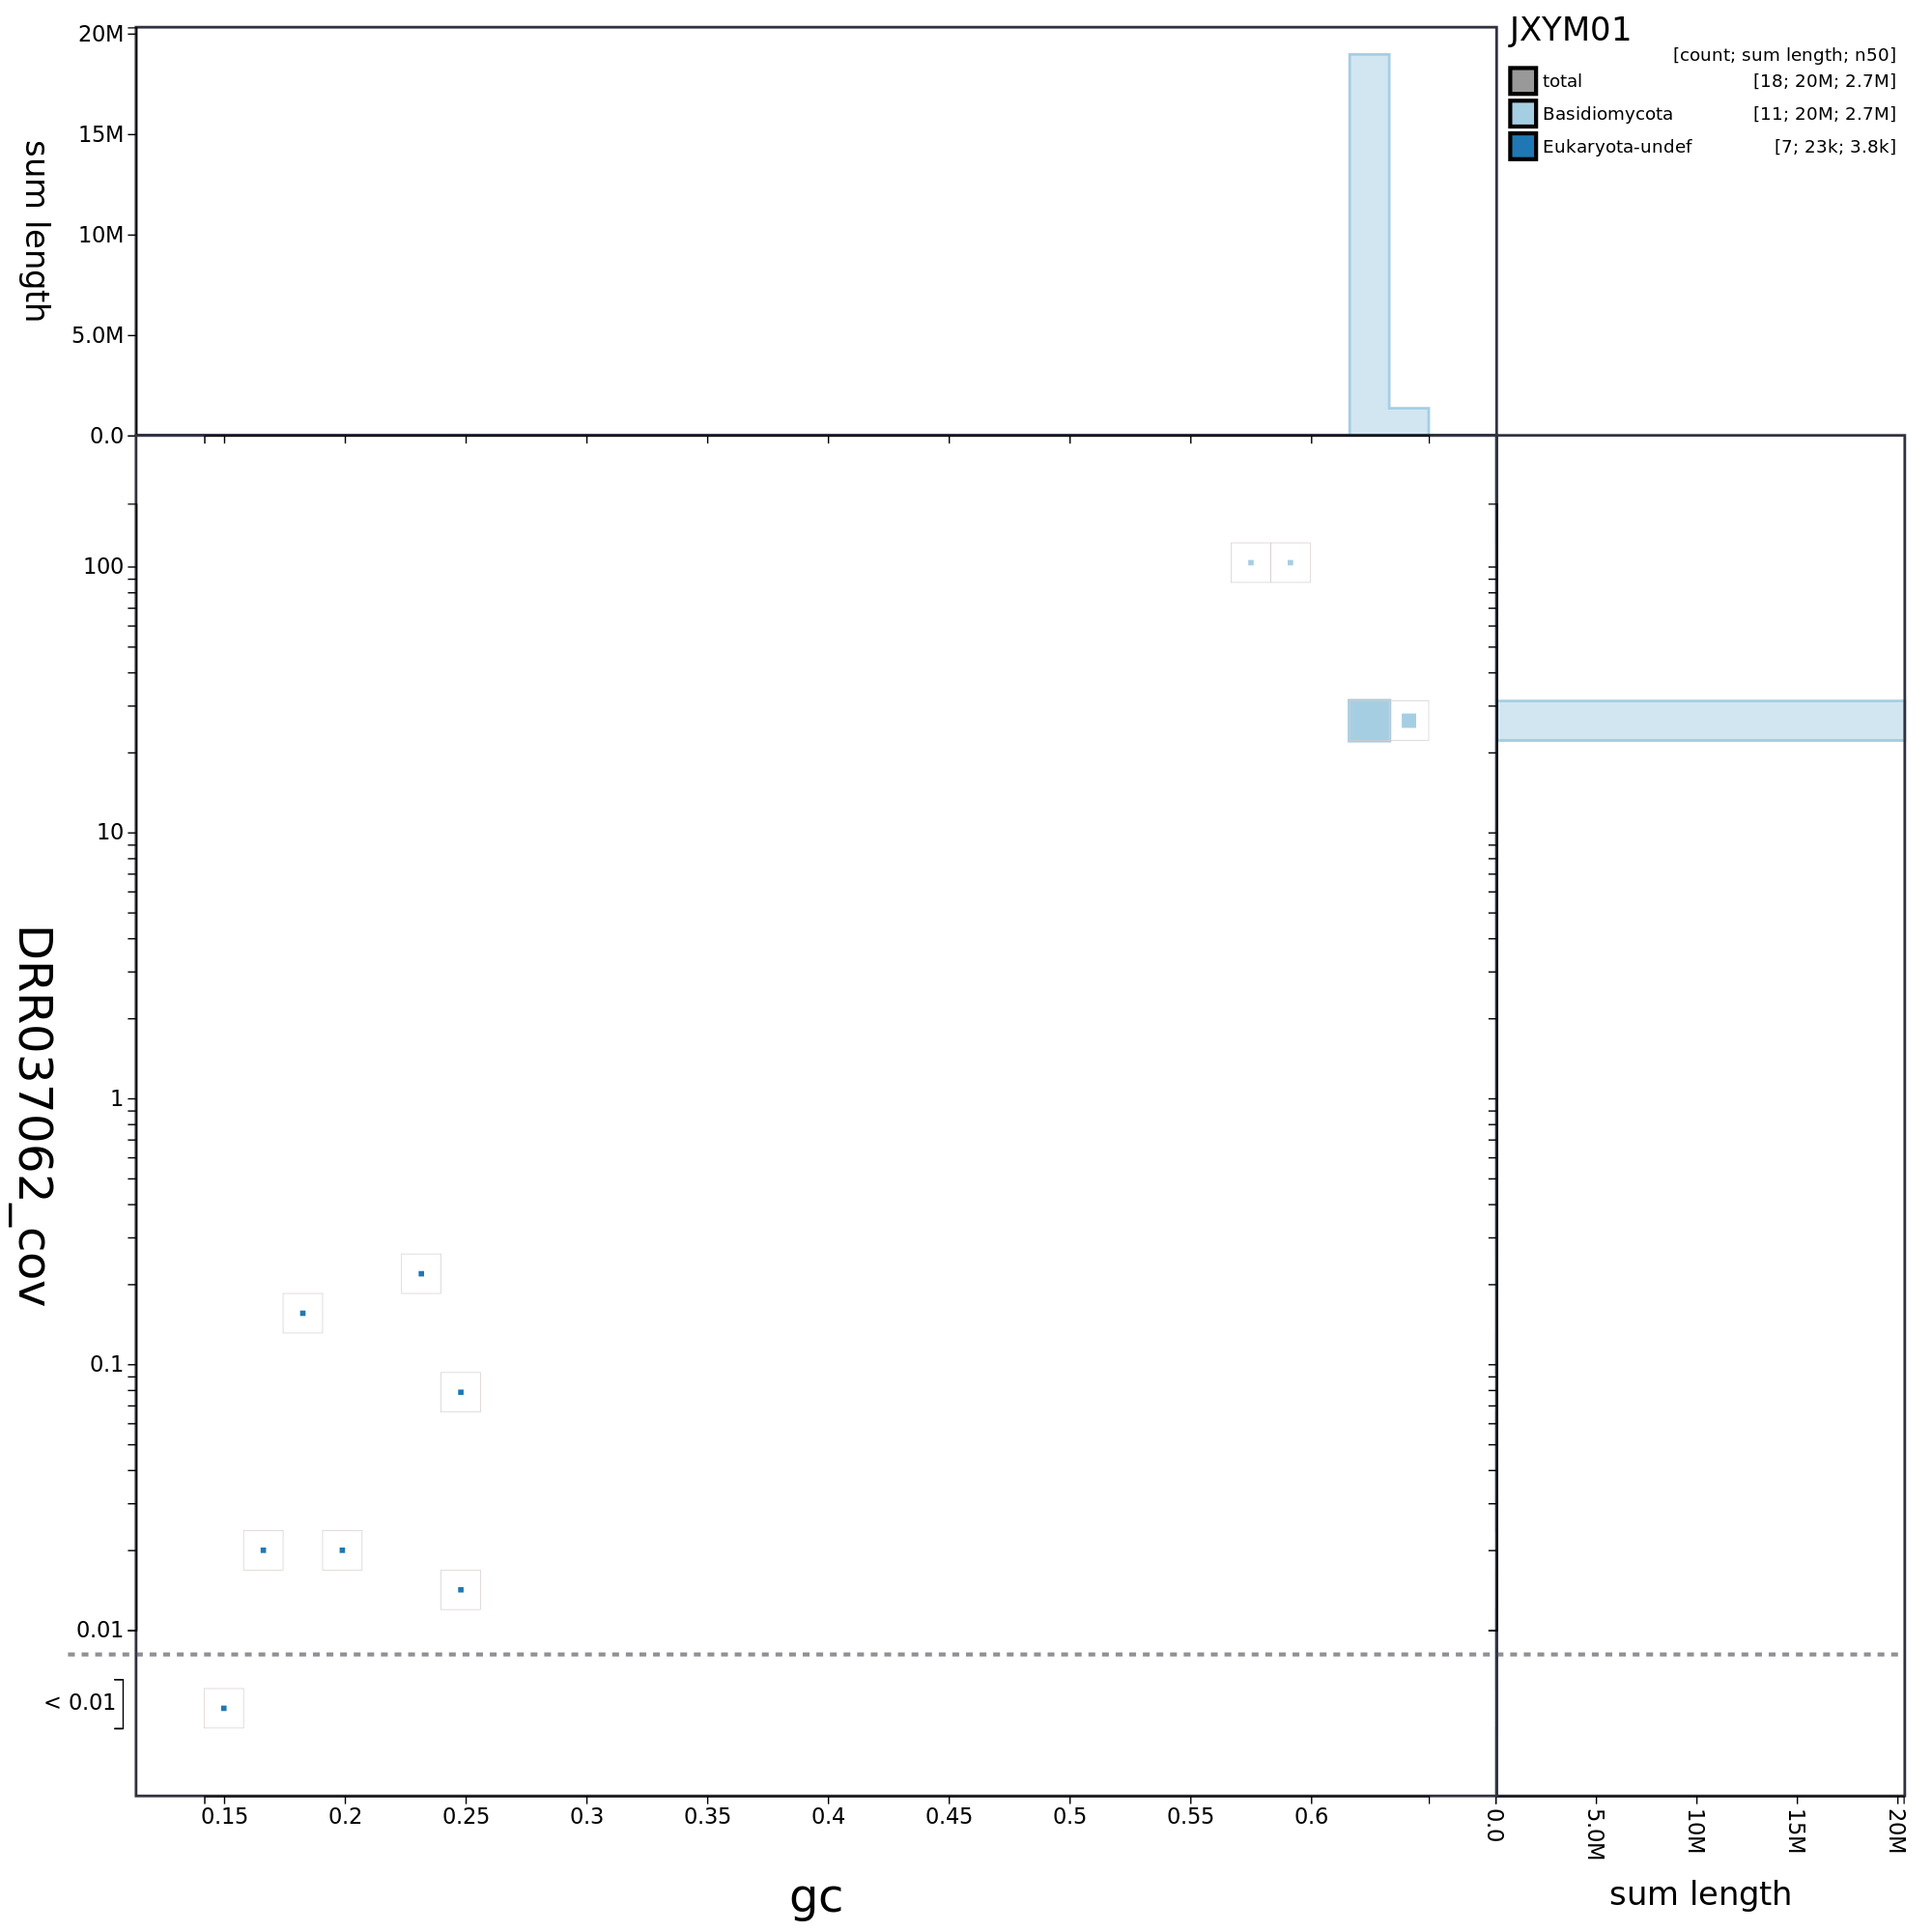 JXYM01
[count; sum length; n50]
total [18; 20M; 2.7M]
Basidiomycota [11; 20M; 2.7M]
Eukaryota-undef [7; 23k; 3.8k]
sum length
20M
15M
10M
5.0M
0.0
DRR037062_cov
100
10
1
0.1
0.01
< 0.01
0.15 0.2 0.25 0.3 0.35 0.4 0.45 0.5 0.55 0.6
gc
0.0 5.0M 10M 15M 20M
sum length